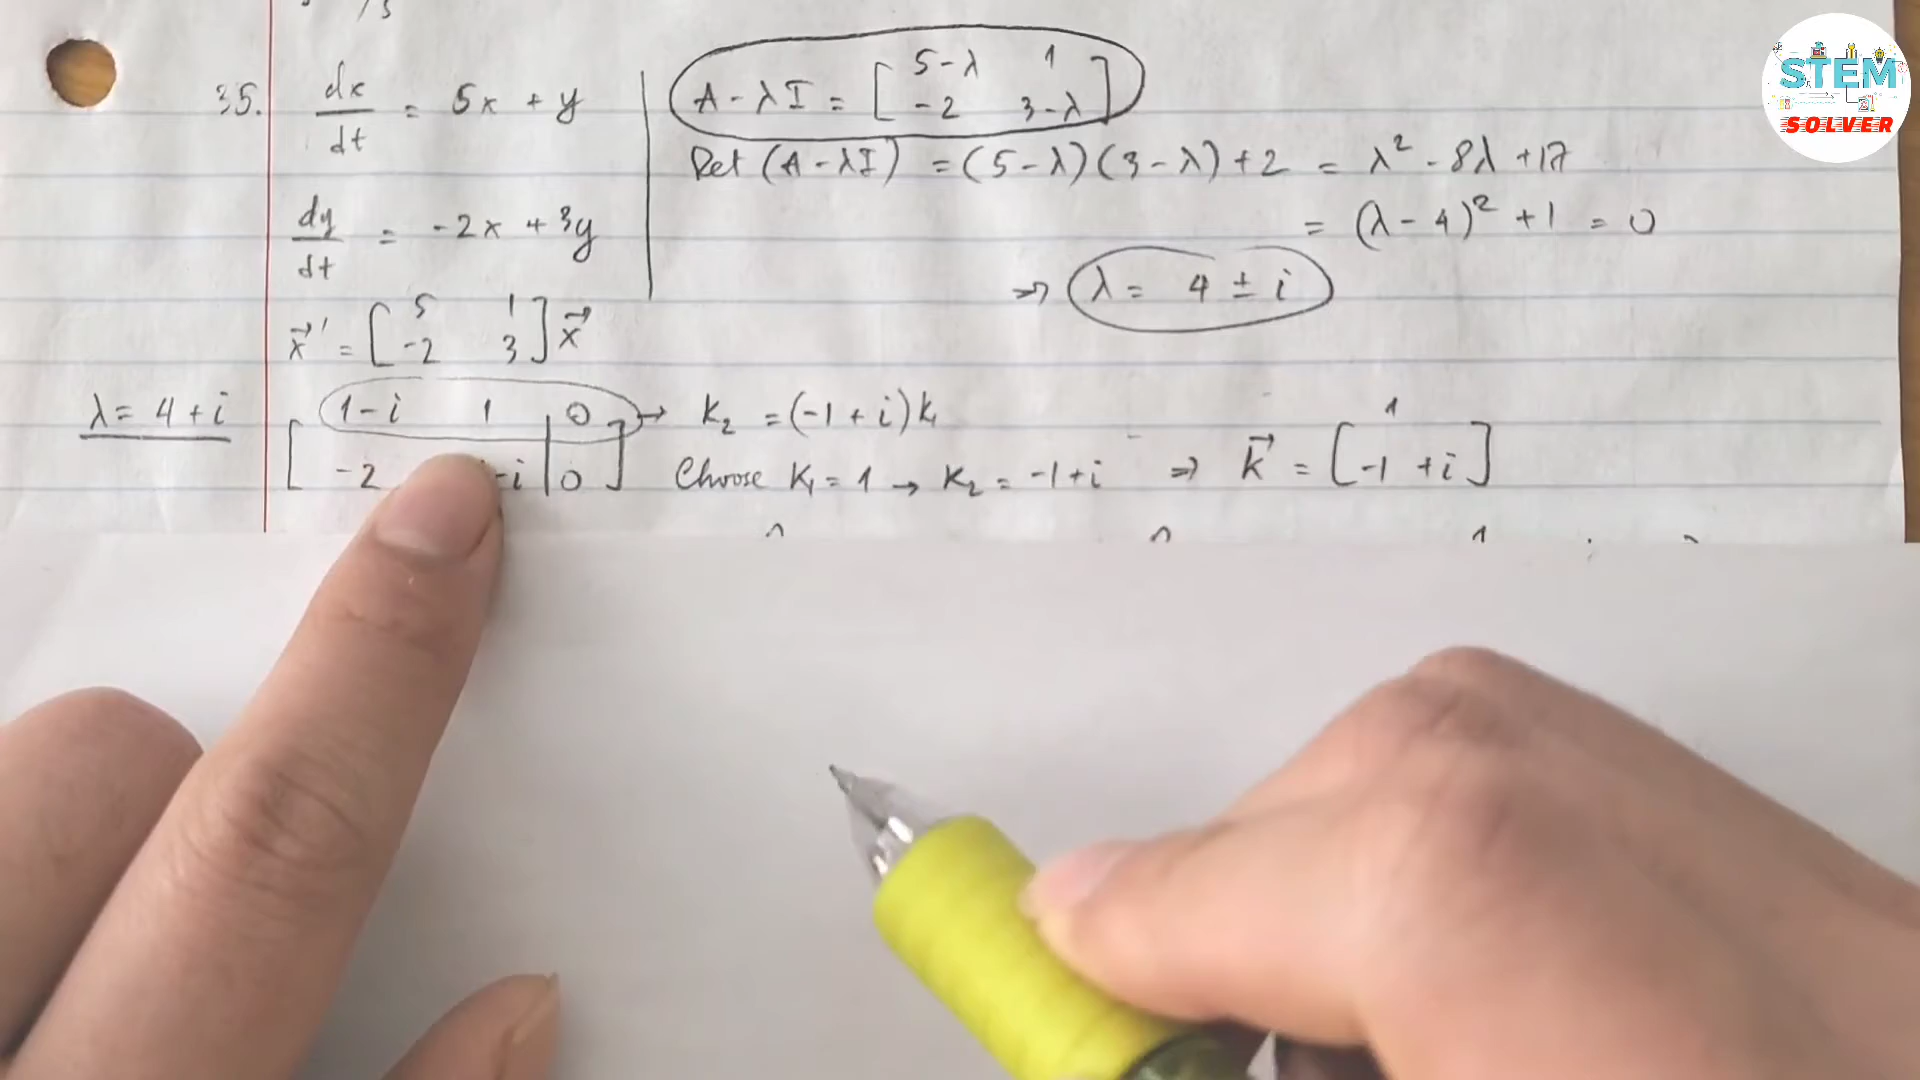 35. dx/dt = 5x + y
dy/dt = -2x + 3y
x⃗' = [5 1; -2 3] x⃗
A - λI = [5-λ 1; -2 3-λ]
Det (A - λI) = (5-λ)(3-λ) + 2 = λ² - 8λ + 17
= (λ - 4)² + 1 = 0
⇒ λ = 4 ± i
λ = 4 + i
[1-i 1 | 0; -2 -i | 0]
→ k₂ = (-1 + i)k₁
Choose k₁ = 1 → k₂ = -1+i ⇒ k⃗ = [1; -1 + i]
STEM
SOLVER